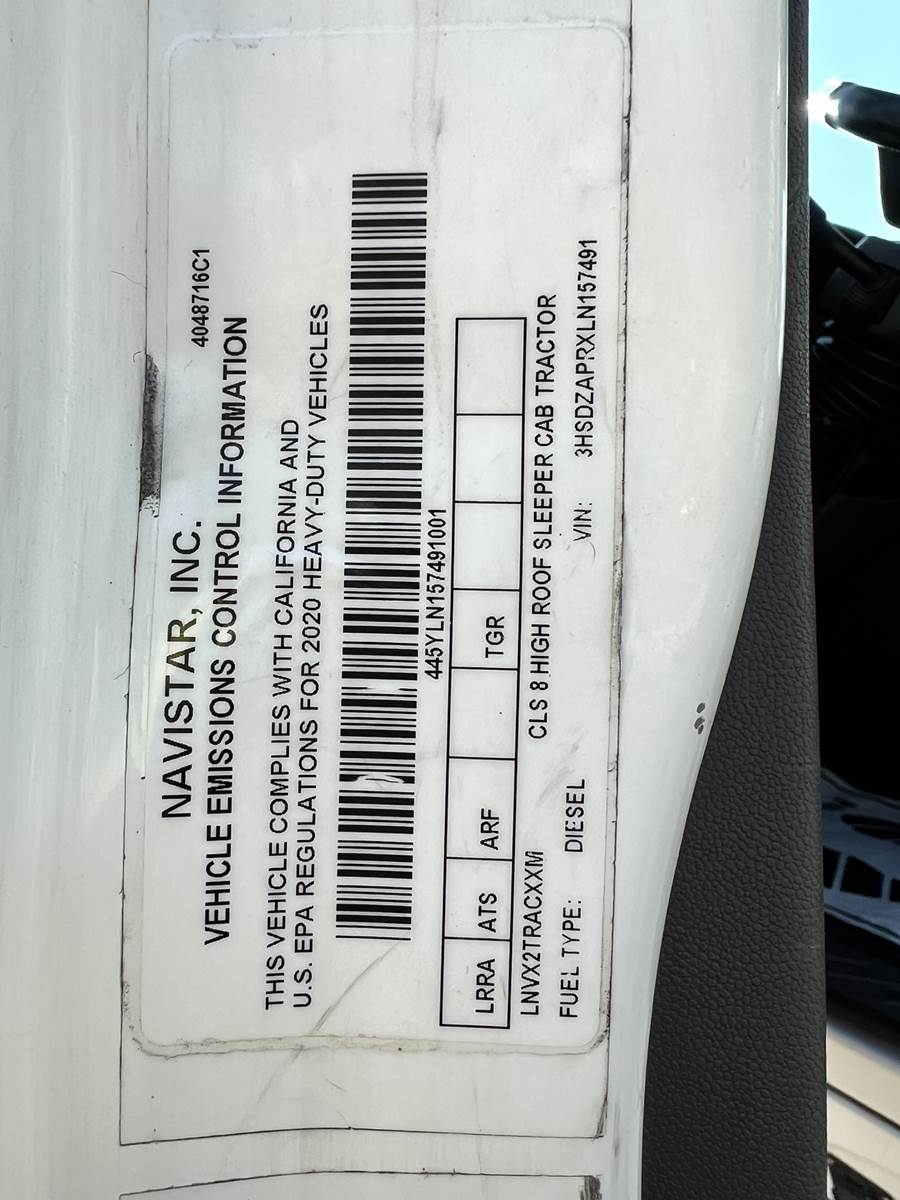 4048716C1
NAVISTAR, INC.
VEHICLE EMISSIONS CONTROL INFORMATION
THIS VEHICLE COMPLIES WITH CALIFORNIA AND
U.S. EPA REGULATIONS FOR 2020 HEAVY-DUTY VEHICLES
445YLN157491001
LRRA ATS ARF TGR
LNVX2TRACXXM CLS 8 HIGH ROOF SLEEPER CAB TRACTOR
FUEL TYPE: DIESEL VIN: 3HSDZAPRXLN157491